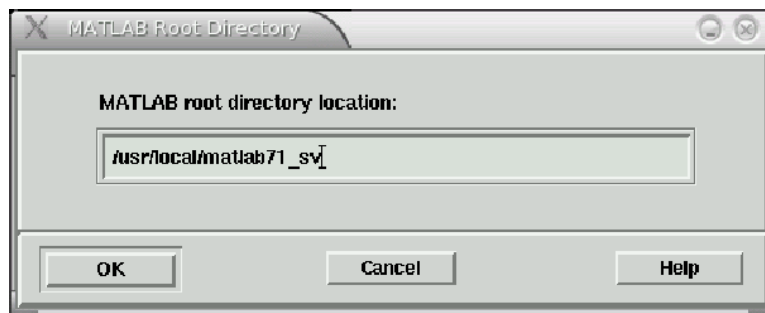 MATLAB Root Directory
MATLAB root directory location:
/usr/local/matlab71_sv
OK Cancel Help